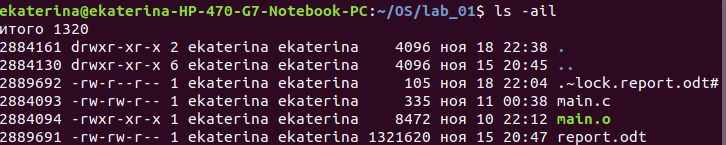 ekaterina@ekaterina-HP-470-G7-Notebook-PC:~/OS/lab_01$ ls -ail
итого 1320
2884161 drwxr-xr-x 2 ekaterina ekaterina    4096 ноя 18 22:38 .
2884130 drwxr-xr-x 6 ekaterina ekaterina    4096 ноя 15 20:45 ..
2889692 -rw-rw-r-- 1 ekaterina ekaterina     105 ноя 18 22:04 .~lock.report.odt#
2884093 -rw-rw-r-- 1 ekaterina ekaterina     335 ноя 11 00:38 main.c
2884094 -rwxr-xr-x 1 ekaterina ekaterina    8472 ноя 10 22:12 main.o
2889691 -rw-rw-r-- 1 ekaterina ekaterina 1321620 ноя 15 20:47 report.odt